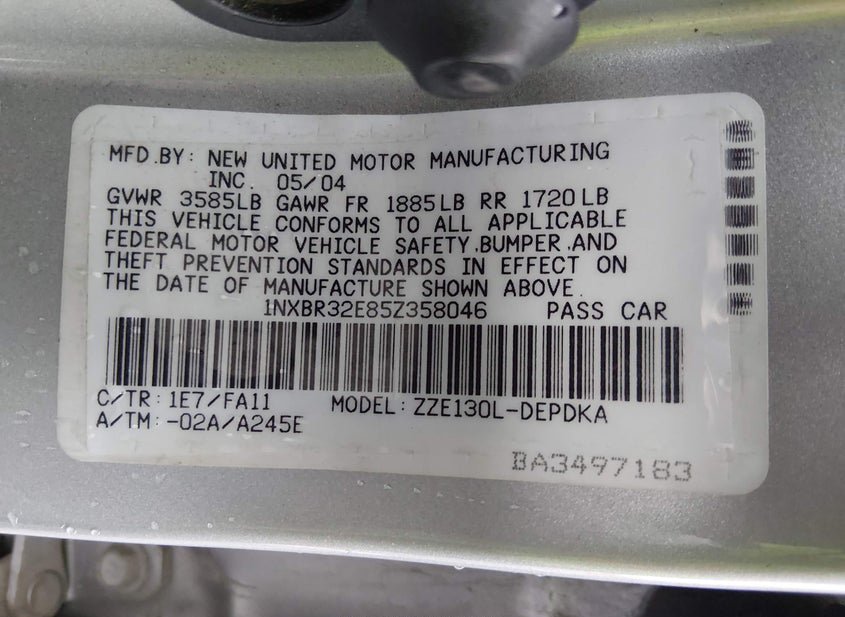 MFD.BY: NEW UNITED MOTOR MANUFACTURING
INC. 05/04
GVWR 3585LB GAWR FR 1885LB RR 1720LB
THIS VEHICLE CONFORMS TO ALL APPLICABLE
FEDERAL MOTOR VEHICLE SAFETY.BUMPER.AND
THEFT PREVENTION STANDARDS IN EFFECT ON
THE DATE OF MANUFACTURE SHOWN ABOVE.
1NXBR32E85Z358046 PASS CAR
C/TR: 1E7/FA11 MODEL: ZZE130L-DEPDKA
A/TM:-02A/A245E
BA3497183